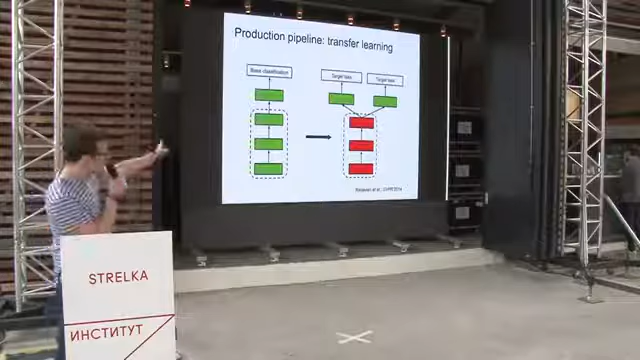 Production pipeline: transfer learning
Base classification
Target task
Target task
STRELKA
ИНСТИТУТ